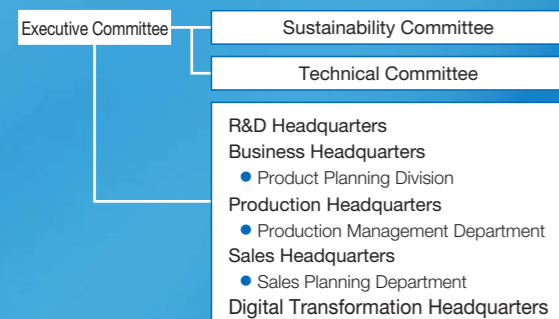 Executive Committee
Sustainability Committee
Technical Committee
R&D Headquarters
Business Headquarters
● Product Planning Division
Production Headquarters
● Production Management Department
Sales Headquarters
● Sales Planning Department
Digital Transformation Headquarters